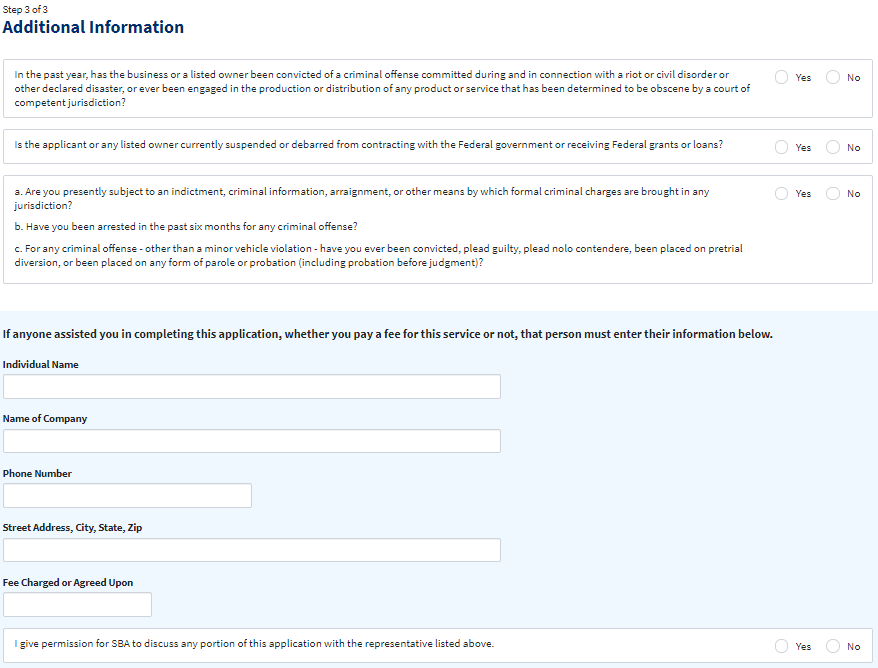 Step 3 of 3
Additional Information
In the past year, has the business or a listed owner been convicted of a criminal offense committed during and in connection with a riot or civil disorder or
other declared disaster, or ever been engaged in the production or distribution of any product or service that has been determined to be obscene by a court of
competent jurisdiction?
Yes No
Is the applicant or any listed owner currently suspended or debarred from contracting with the Federal government or receiving Federal grants or loans?
Yes No
a. Are you presently subject to an indictment, criminal information, arraignment, or other means by which formal criminal charges are brought in any
jurisdiction?
Yes No
b. Have you been arrested in the past six months for any criminal offense?
c. For any criminal offense - other than a minor vehicle violation - have you ever been convicted, plead guilty, plead nolo contendere, been placed on pretrial
diversion, or been placed on any form of parole or probation (including probation before judgment)?
If anyone assisted you in completing this application, whether you pay a fee for this service or not, that person must enter their information below.
Individual Name
Name of Company
Phone Number
Street Address, City, State, Zip
Fee Charged or Agreed Upon
I give permission for SBA to discuss any portion of this application with the representative listed above.
Yes No